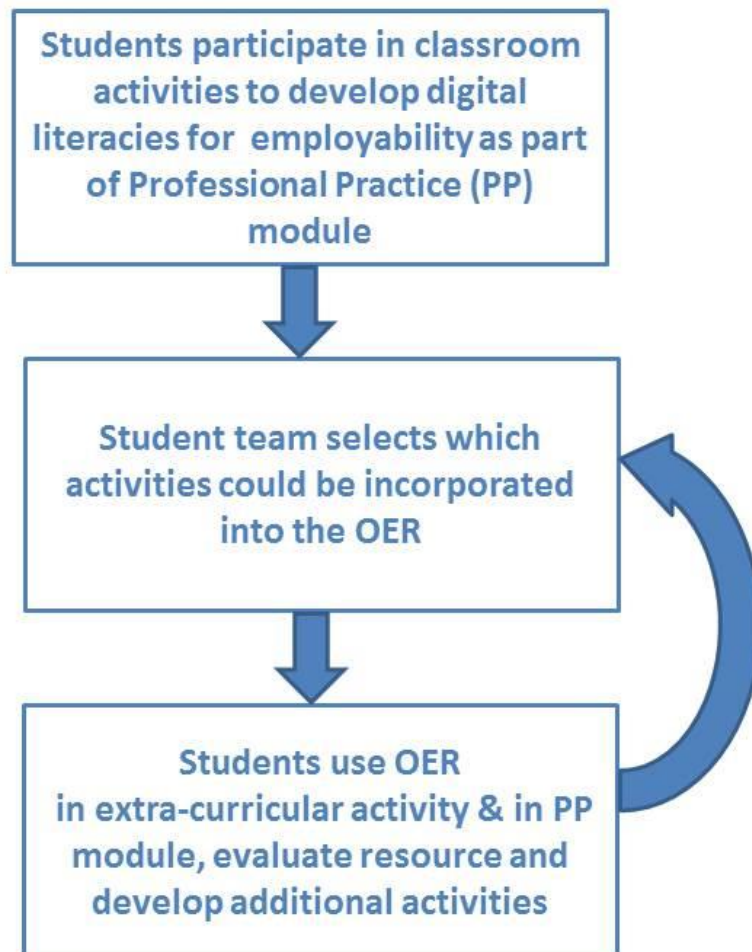 Students participate in classroom
activities to develop digital
literacies for employability as part
of Professional Practice (PP)
module
Student team selects which
activities could be incorporated
into the OER
Students use OER
in extra-curricular activity & in PP
module, evaluate resource and
develop additional activities